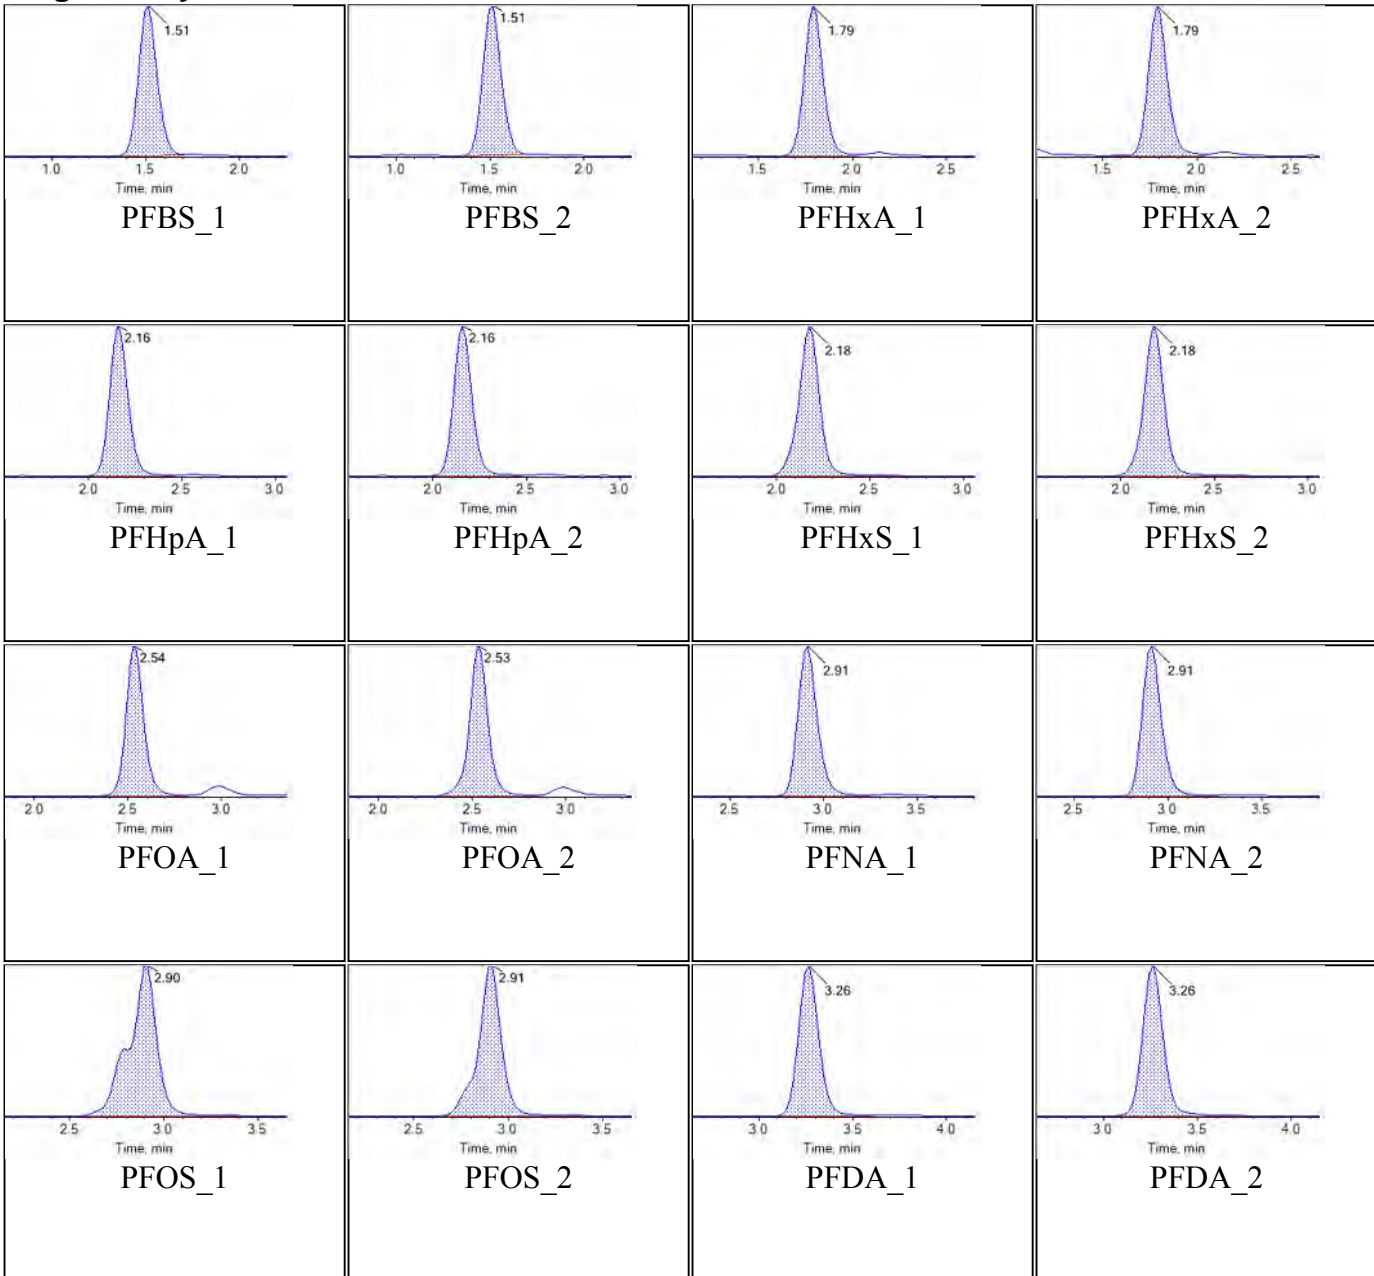 1.51
1.0 1.5 2.0
Time, min
PFBS_1
1.51
1.0 1.5 2.0
Time, min
PFBS_2
1.79
1.5 2.0 2.5
Time, min
PFHxA_1
1.79
1.5 2.0 2.5
Time, min
PFHxA_2
2.16
2.0 2.5 3.0
Time, min
PFHpA_1
2.16
2.0 2.5 3.0
Time, min
PFHpA_2
2.18
2.0 2.5 3.0
Time, min
PFHxS_1
2.18
2.0 2.5 3.0
Time, min
PFHxS_2
2.54
2.0 2.5 3.0
Time, min
PFOA_1
2.53
2.0 2.5 3.0
Time, min
PFOA_2
2.91
2.5 3.0 3.5
Time, min
PFNA_1
2.91
2.5 3.0 3.5
Time, min
PFNA_2
2.90
2.5 3.0 3.5
Time, min
PFOS_1
2.91
2.5 3.0 3.5
Time, min
PFOS_2
3.26
3.0 3.5 4.0
Time, min
PFDA_1
3.26
3.0 3.5 4.0
Time, min
PFDA_2